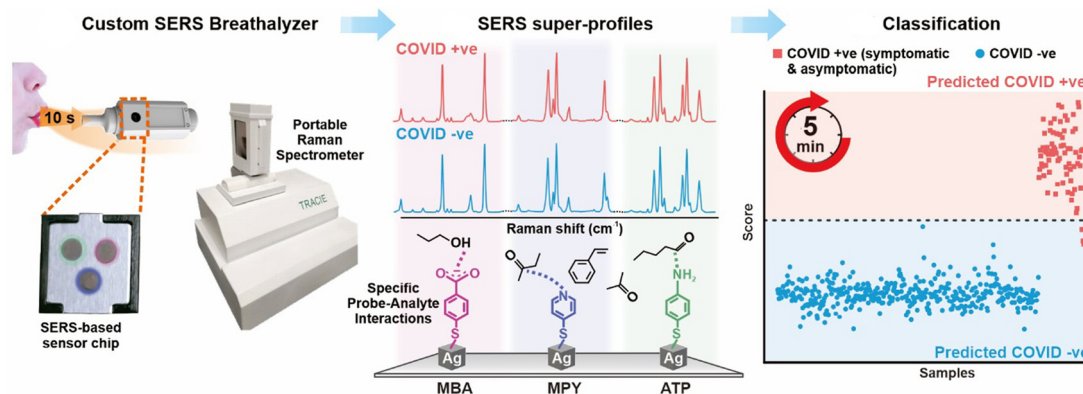 Custom SERS Breathalyzer
SERS super-profiles
Classification
10 s
Portable
Raman
Spectrometer
TRACIE
SERS-based
sensor chip
COVID +ve
COVID -ve
Raman shift (cm⁻¹)
OH
O
O
O
N
O
O
NH₂
Specific
Probe-Analyte
Interactions
S
S
S
Ag
Ag
Ag
MBA
MPY
ATP
COVID +ve (symptomatic
& asymptomatic)
COVID -ve
Predicted COVID +ve
5
min
Score
Predicted COVID -ve
Samples